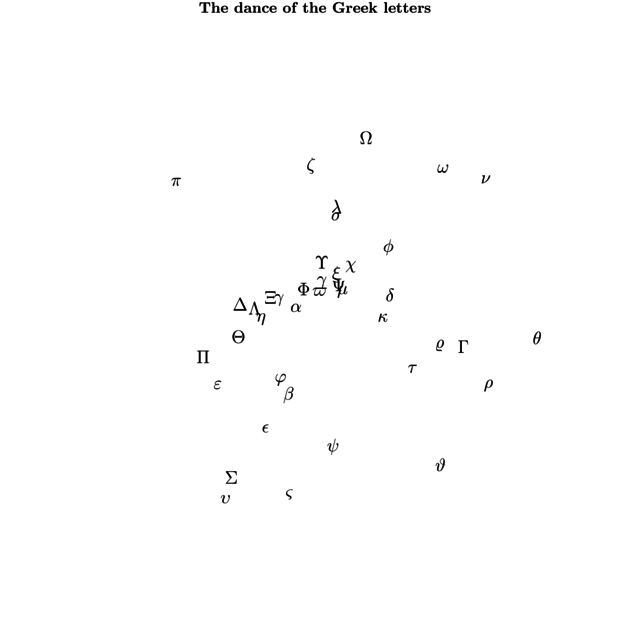 The dance of the Greek letters
Ω
ζ
ω
ν
π
λ
σ
ϕ
Υ
χ
ξ
γ
Ψ
Φ
ϖ
μ
Ξ
γ
δ
Δ
Λ
α
η
κ
Θ
ϱ
Γ
θ
Π
τ
φ
ε
ρ
β
ϵ
ψ
ϑ
Σ
υ
ς